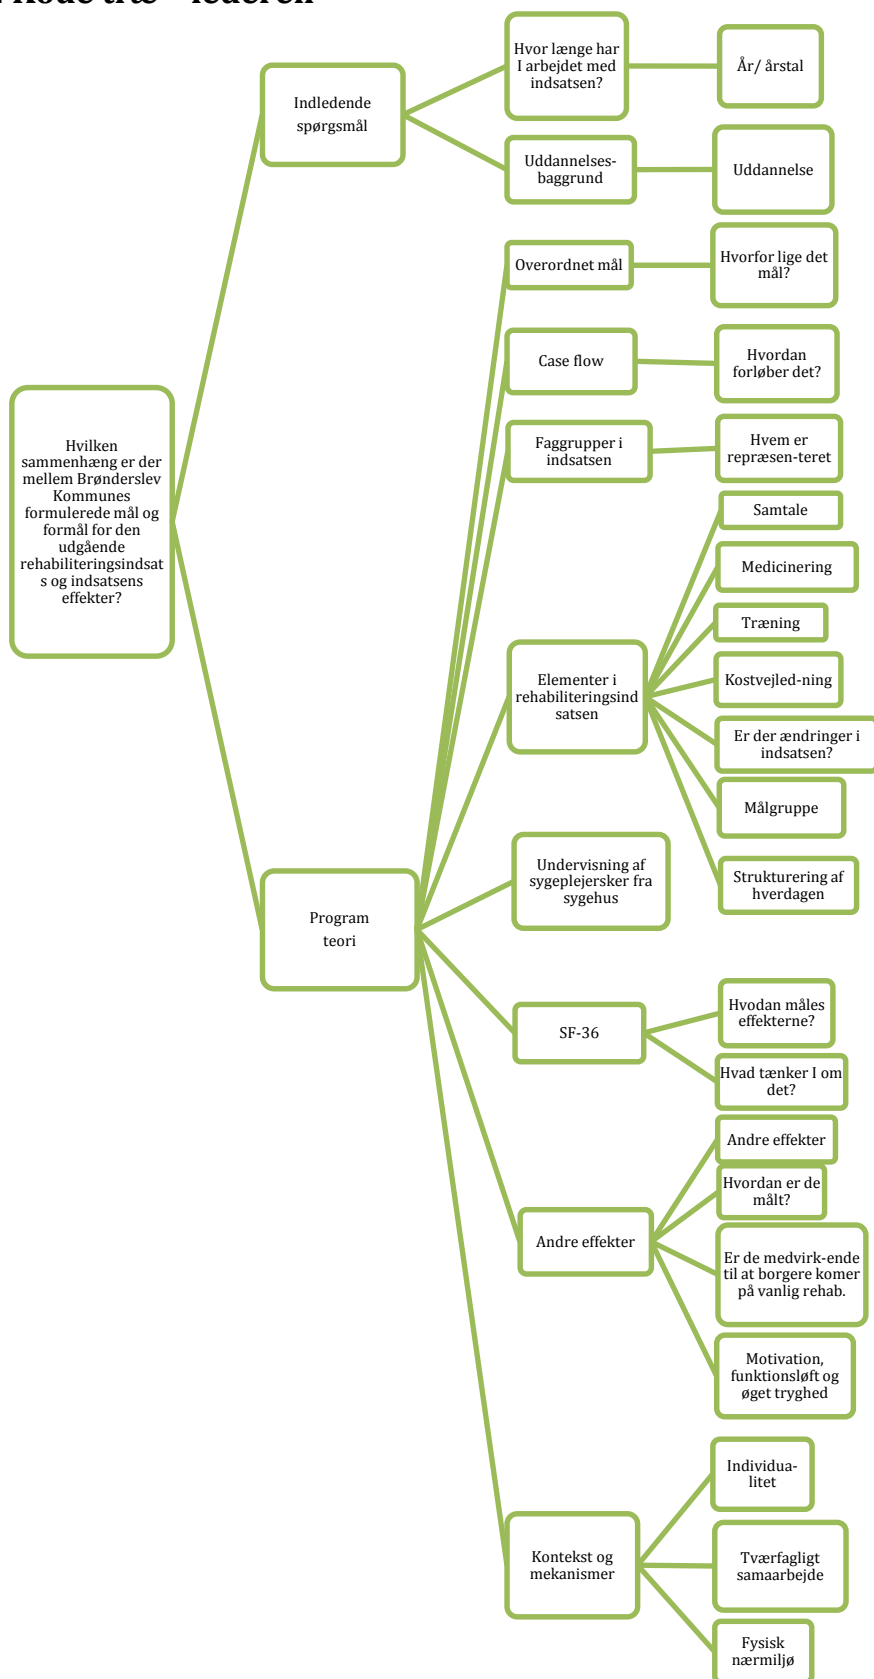 kode træ - lederen
Hvilken
sammenhæng er der
mellem Brønderslev
Kommunes
formulerede mål og
formål for den
udgående
rehabiliteringsindsat
s og indsatsens
effekter?
Indledende
spørgsmål
Hvor længe har
I arbejdet med
indsatsen?
År/ årstal
Uddannelses-
baggrund
Uddannelse
Program
teori
Overordnet mål
Hvorfor lige det
mål?
Case flow
Hvordan
forløber det?
Faggrupper i
indsatsen
Hvem er
repræsen-teret
Elementer i
rehabiliteringsind
satsen
Samtale
Medicinering
Træning
Kostvejled-ning
Er der ændringer i
indsatsen?
Målgruppe
Strukturering af
hverdagen
Undervisning af
sygeplejersker fra
sygehus
SF-36
Hvodan måles
effekterne?
Hvad tænker I om
det?
Andre effekter
Andre effekter
Hvordan er de
målt?
Er de medvirk-ende
til at borgere komer
på vanlig rehab.
Motivation,
funktionsløft og
øget tryghed
Kontekst og
mekanismer
Individua-
litet
Tværfagligt
samaarbejde
Fysisk
nærmiljø